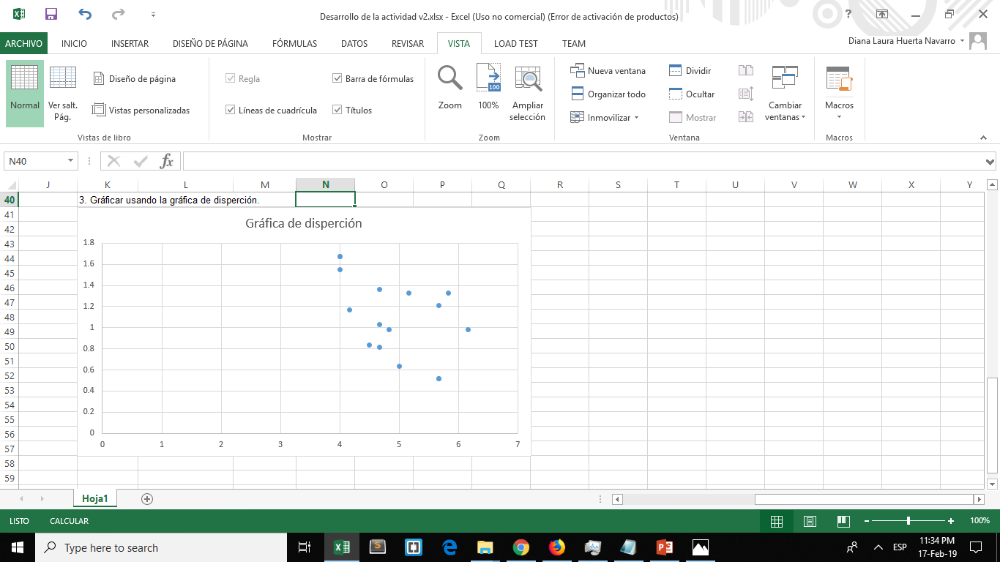 Desarrollo de la actividad v2.xlsx - Excel (Uso no comercial) (Error de activación de productos)
?
ARCHIVO INICIO INSERTAR DISEÑO DE PÁGINA FÓRMULAS DATOS REVISAR VISTA LOAD TEST TEAM
Diana Laura Huerta Navarro
Normal
Ver salt. Pág.
Diseño de página
Vistas personalizadas
Vistas de libro
Regla
Barra de fórmulas
Líneas de cuadrícula
Títulos
Mostrar
Zoom
100
100%
Ampliar selección
Zoom
Nueva ventana
Organizar todo
Inmovilizar
Dividir
Ocultar
Mostrar
Cambiar ventanas
Ventana
Macros
Macros
N40
fx
J K L M N O P Q R S T U V W X Y
40 3. Gráficar usando la gráfica de disperción.
41
42
43
44
45
46
47
48
49
50
51
52
53
54
55
56
57
58
59
Gráfica de disperción
1.8
1.6
1.4
1.2
1
0.8
0.6
0.4
0.2
0
0 1 2 3 4 5 6 7
Hoja1
LISTO CALCULAR
100%
Type here to search
ESP
11:34 PM
17-Feb-19